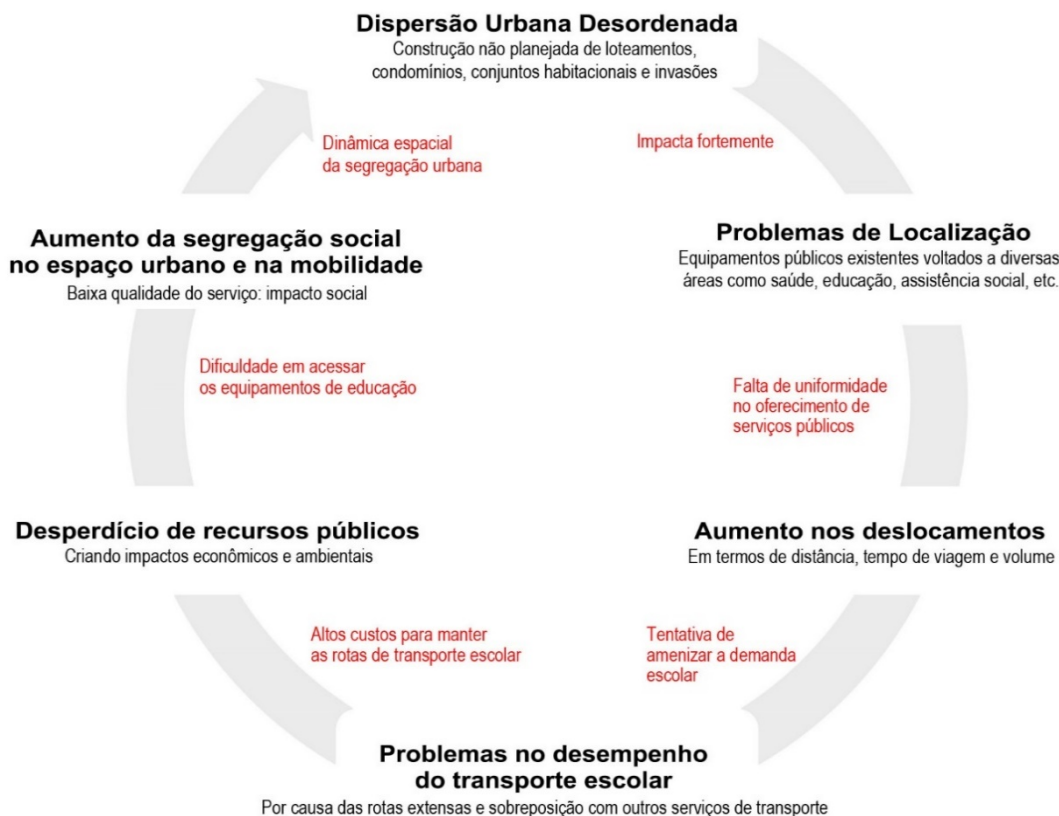 Dispersão Urbana Desordenada
Construção não planejada de loteamentos,
condomínios, conjuntos habitacionais e invasões
Impacta fortemente
Problemas de Localização
Equipamentos públicos existentes voltados a diversas
áreas como saúde, educação, assistência social, etc.
Falta de uniformidade
no oferecimento de
serviços públicos
Aumento nos deslocamentos
Em termos de distância, tempo de viagem e volume
Tentativa de
amenizar a demanda
escolar
Problemas no desempenho
do transporte escolar
Por causa das rotas extensas e sobreposição com outros serviços de transporte
Altos custos para manter
as rotas de transporte escolar
Desperdício de recursos públicos
Criando impactos econômicos e ambientais
Dificuldade em acessar
os equipamentos de educação
Aumento da segregação social
no espaço urbano e na mobilidade
Baixa qualidade do serviço: impacto social
Dinâmica espacial
da segregação urbana